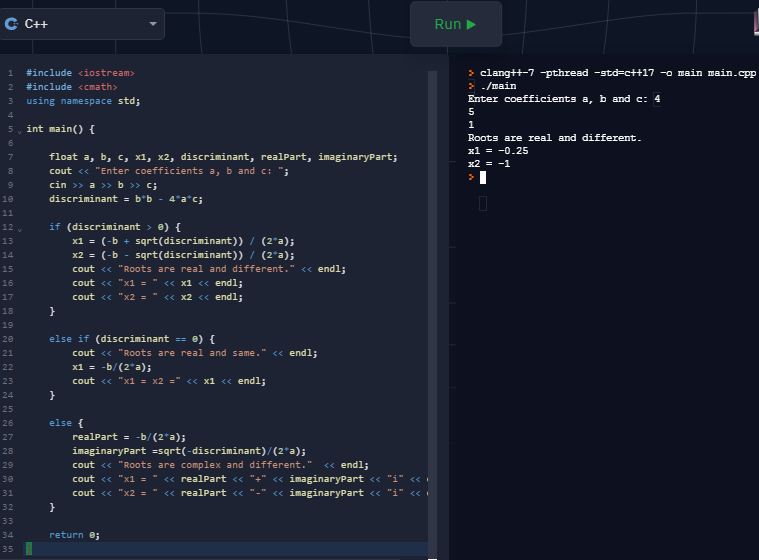 C++
Run
1 #include <iostream>
2 #include <cmath>
3 using namespace std;
4
5 int main() {
6
7 float a, b, c, x1, x2, discriminant, realPart, imaginaryPart;
8 cout << "Enter coefficients a, b and c: ";
9 cin >> a >> b >> c;
10 discriminant = b*b - 4*a*c;
11
12 if (discriminant > 0) {
13 x1 = (-b + sqrt(discriminant)) / (2*a);
14 x2 = (-b - sqrt(discriminant)) / (2*a);
15 cout << "Roots are real and different." << endl;
16 cout << "x1 = " << x1 << endl;
17 cout << "x2 = " << x2 << endl;
18 }
19
20 else if (discriminant == 0) {
21 cout << "Roots are real and same." << endl;
22 x1 = -b/(2*a);
23 cout << "x1 = x2 =" << x1 << endl;
24 }
25
26 else {
27 realPart = -b/(2*a);
28 imaginaryPart =sqrt(-discriminant)/(2*a);
29 cout << "Roots are complex and different."  << endl;
30 cout << "x1 = " << realPart << "+" << imaginaryPart << "i" <<
31 cout << "x2 = " << realPart << "-" << imaginaryPart << "i" <<
32 }
33
34 return 0;
35
> clang++-7 -pthread -std=c++17 -o main main.cpp
> ./main
Enter coefficients a, b and c: 4
5
1
Roots are real and different.
x1 = -0.25
x2 = -1
>